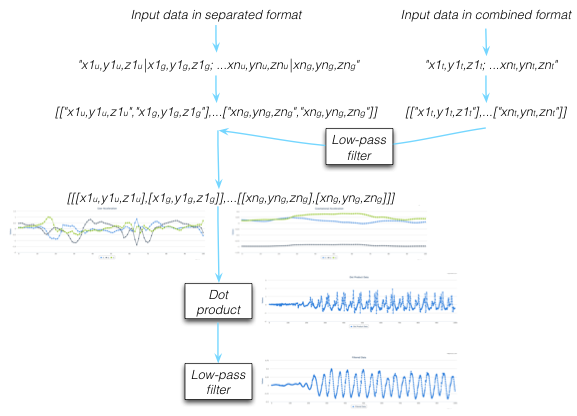 Input data in separated format
Input data in combined format
"x1u,y1u,z1u|x1g,y1g,z1g; ...xnu,ynu,znu|xng,yng,zng"
"x1t,y1t,z1t; ...xnt,ynt,znt"
[["x1u,y1u,z1u","x1g,y1g,z1g"],...["xng,yng,zng","xng,yng,zng"]]
[["x1t,y1t,z1t"],...["xnt,ynt,znt"]]
Low-pass
filter
[[[x1u,y1u,z1u],[x1g,y1g,z1g]],...[[xng,yng,zng],[xng,yng,zng]]]
Dot
product
Low-pass
filter